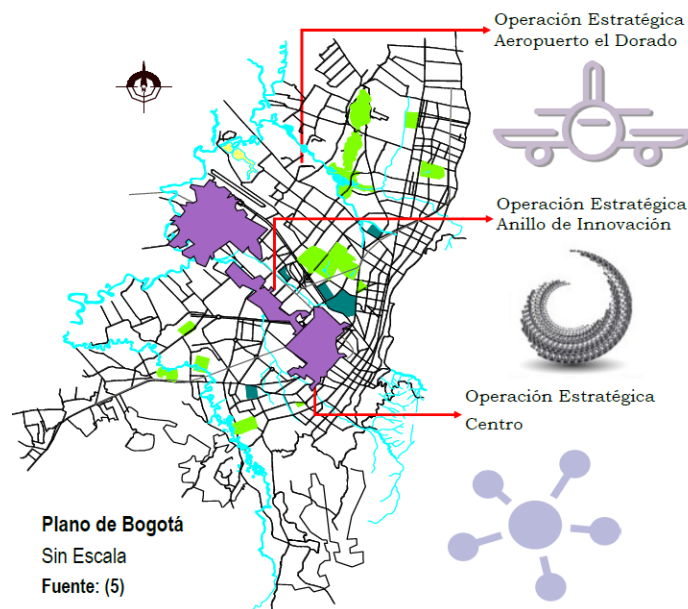 Operación Estratégica
Aeropuerto el Dorado
Operación Estratégica
Anillo de Innovación
Operación Estratégica
Centro
Plano de Bogotá
Sin Escala
Fuente: (5)